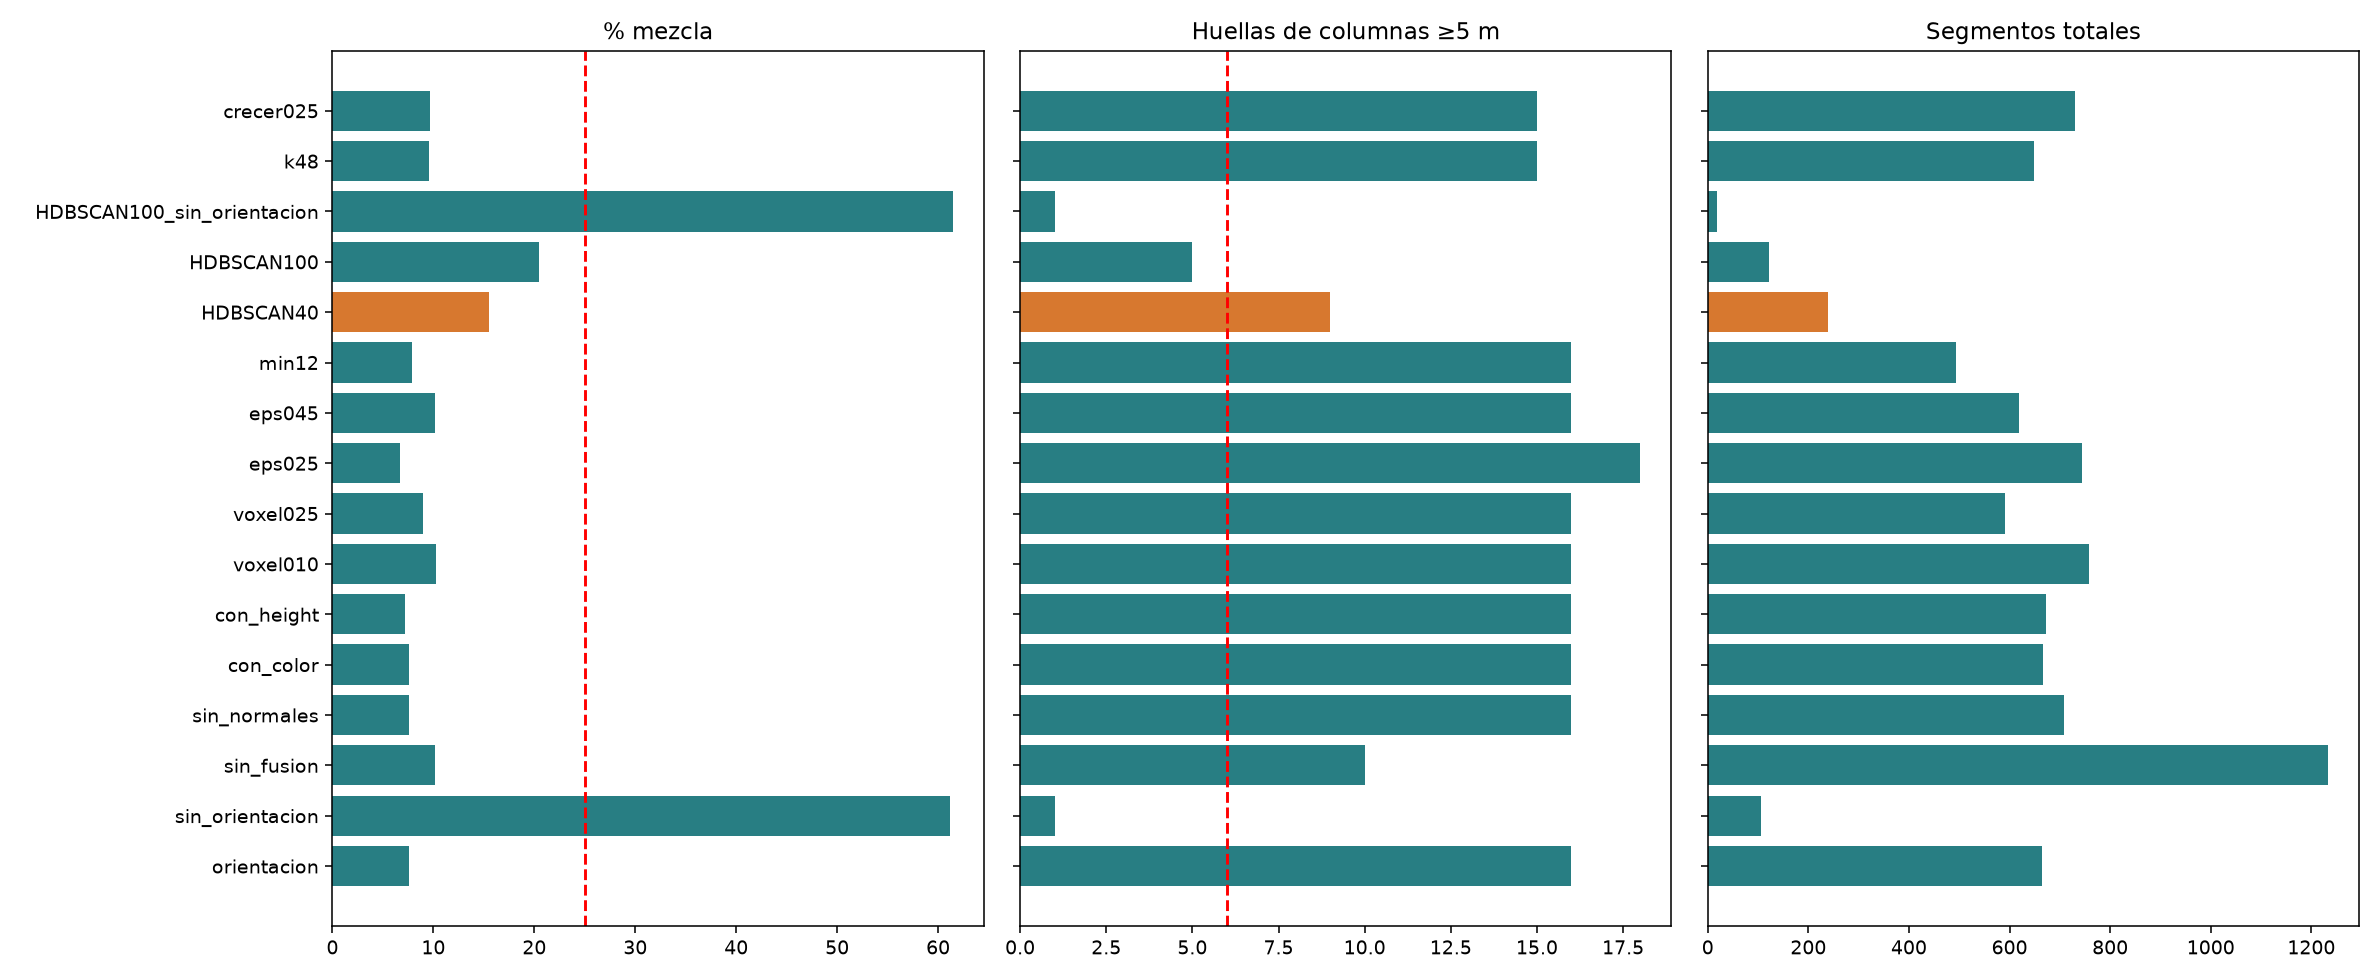 % mezcla
Huellas de columnas ≥5 m
Segmentos totales
crecer025
k48
HDBSCAN100_sin_orientacion
HDBSCAN100
HDBSCAN40
min12
eps045
eps025
voxel025
voxel010
con_height
con_color
sin_normales
sin_fusion
sin_orientacion
orientacion
0 10 20 30 40 50 60
0.0 2.5 5.0 7.5 10.0 12.5 15.0 17.5
0 200 400 600 800 1000 1200